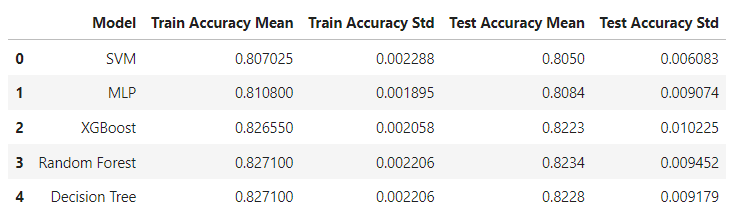 Model Train Accuracy Mean Train Accuracy Std Test Accuracy Mean Test Accuracy Std
0 SVM 0.807025 0.002288 0.8050 0.006083
1 MLP 0.810800 0.001895 0.8084 0.009074
2 XGBoost 0.826550 0.002058 0.8223 0.010225
3 Random Forest 0.827100 0.002206 0.8234 0.009452
4 Decision Tree 0.827100 0.002206 0.8228 0.009179